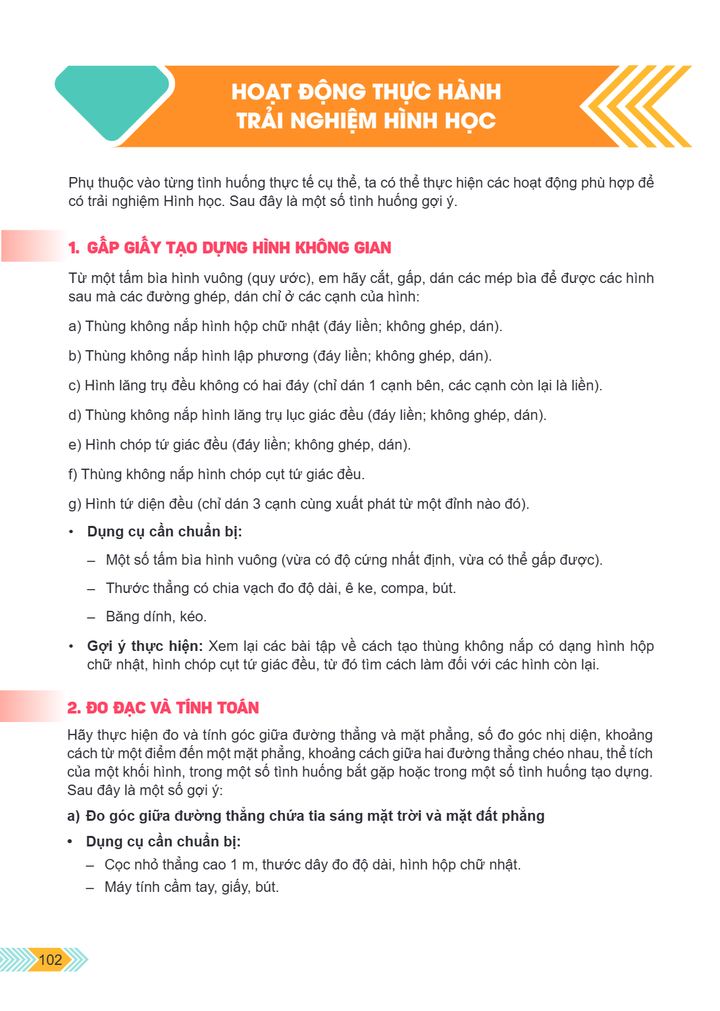 HOẠT ĐỘNG THỰC HÀNH
TRẢI NGHIỆM HÌNH HỌC
Phụ thuộc vào từng tình huống thực tế cụ thể, ta có thể thực hiện các hoạt động phù hợp để
có trải nghiệm Hình học. Sau đây là một số tình huống gợi ý.
1. GẤP GIẤY TẠO DỰNG HÌNH KHÔNG GIAN
Từ một tấm bìa hình vuông (quy ước), em hãy cắt, gấp, dán các mép bìa để được các hình
sau mà các đường ghép, dán chỉ ở các cạnh của hình:
a) Thùng không nắp hình hộp chữ nhật (đáy liền; không ghép, dán).
b) Thùng không nắp hình lập phương (đáy liền; không ghép, dán).
c) Hình lăng trụ đều không có hai đáy (chỉ dán 1 cạnh bên, các cạnh còn lại là liền).
d) Thùng không nắp hình lăng trụ lục giác đều (đáy liền; không ghép, dán).
e) Hình chóp tứ giác đều (đáy liền; không ghép, dán).
f) Thùng không nắp hình chóp cụt tứ giác đều.
g) Hình tứ diện đều (chỉ dán 3 cạnh cùng xuất phát từ một đỉnh nào đó).
• Dụng cụ cần chuẩn bị:
– Một số tấm bìa hình vuông (vừa có độ cứng nhất định, vừa có thể gấp được).
– Thước thẳng có chia vạch đo độ dài, ê ke, compa, bút.
– Băng dính, kéo.
• Gợi ý thực hiện: Xem lại các bài tập về cách tạo thùng không nắp có dạng hình hộp
chữ nhật, hình chóp cụt tứ giác đều, từ đó tìm cách làm đối với các hình còn lại.
2. ĐO ĐẠC VÀ TÍNH TOÁN
Hãy thực hiện đo và tính góc giữa đường thẳng và mặt phẳng, số đo góc nhị diện, khoảng
cách từ một điểm đến một mặt phẳng, khoảng cách giữa hai đường thẳng chéo nhau, thể tích
của một khối hình, trong một số tình huống bắt gặp hoặc trong một số tình huống tạo dựng.
Sau đây là một số gợi ý:
a) Đo góc giữa đường thẳng chứa tia sáng mặt trời và mặt đất phẳng
• Dụng cụ cần chuẩn bị:
– Cọc nhỏ thẳng cao 1 m, thước dây đo độ dài, hình hộp chữ nhật.
– Máy tính cầm tay, giấy, bút.
102